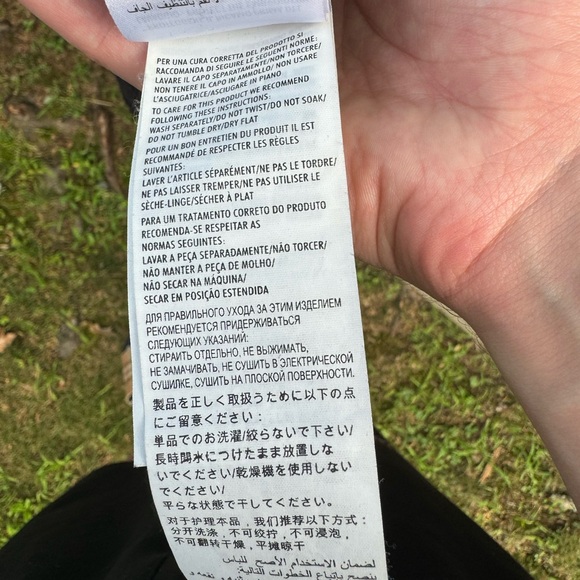 PER UNA CURA CORRETTA DEL PRODOTTO SI
RACCOMANDA DI SEGUIRE LE SEGUENTI NORME:
LAVARE IL CAPO SEPARATAMENTE/NON TORCERE/
NON TENERE IL CAPO IN AMMOLLO/ NON USARE
L'ASCIUGATRICE/ASCIUGARE IN PIANO
TO CARE FOR THIS PRODUCT WE RECOMMEND
FOLLOWING THESE INSTRUCTIONS:
WASH SEPARATELY/DO NOT TWIST/DO NOT SOAK/
DO NOT TUMBLE DRY/DRY FLAT
POUR UN BON ENTRETIEN DU PRODUIT IL EST
RECOMMANDÉ DE RESPECTER LES RÈGLES
SUIVANTES:
LAVER L'ARTICLE SÉPARÉMENT/NE PAS LE TORDRE/
NE PAS LAISSER TREMPER/NE PAS UTILISER LE
SÈCHE-LINGE/SÈCHER À PLAT
PARA UM TRATAMENTO CORRETO DO PRODUTO
RECOMENDA-SE RESPEITAR AS
NORMAS SEGUINTES:
LAVAR A PEÇA SEPARADAMENTE/NÃO TORCER/
NÃO MANTER A PEÇA DE MOLHO/
NÃO SECAR NA MÁQUINA/
SECAR EM POSIÇÃO ESTENDIDA
ДЛЯ ПРАВИЛЬНОГО УХОДА ЗА ЭТИМ ИЗДЕЛИЕМ
РЕКОМЕНДУЕТСЯ ПРИДЕРЖИВАТЬСЯ
СЛЕДУЮЩИХ УКАЗАНИЙ:
СТИРАИТЬ ОТДЕЛЬНО, НЕ ВЫЖИМАТЬ,
НЕ ЗАМАЧИВАТЬ, НЕ СУШИТЬ В ЭЛЕКТРИЧЕСКОЙ
СУШИЛКЕ, СУШИТЬ НА ПЛОСКОЙ ПОВЕРХНОСТИ.
製品を正しく取扱うために以下の点
にご留意ください：
単品でのお洗濯/絞らないで下さい/
長時間水につけたまま放置しな
いでください/乾燥機を使用しない
でください/
平らな状態で干してください。
对于护理本品，我们推荐以下方式：
分开洗涤，不可绞拧，不可浸泡，
不可翻转干燥，平摊晾干
لضمان الاستخدام الأصح للباس
ينصح بإتباع الخطوات التالية: